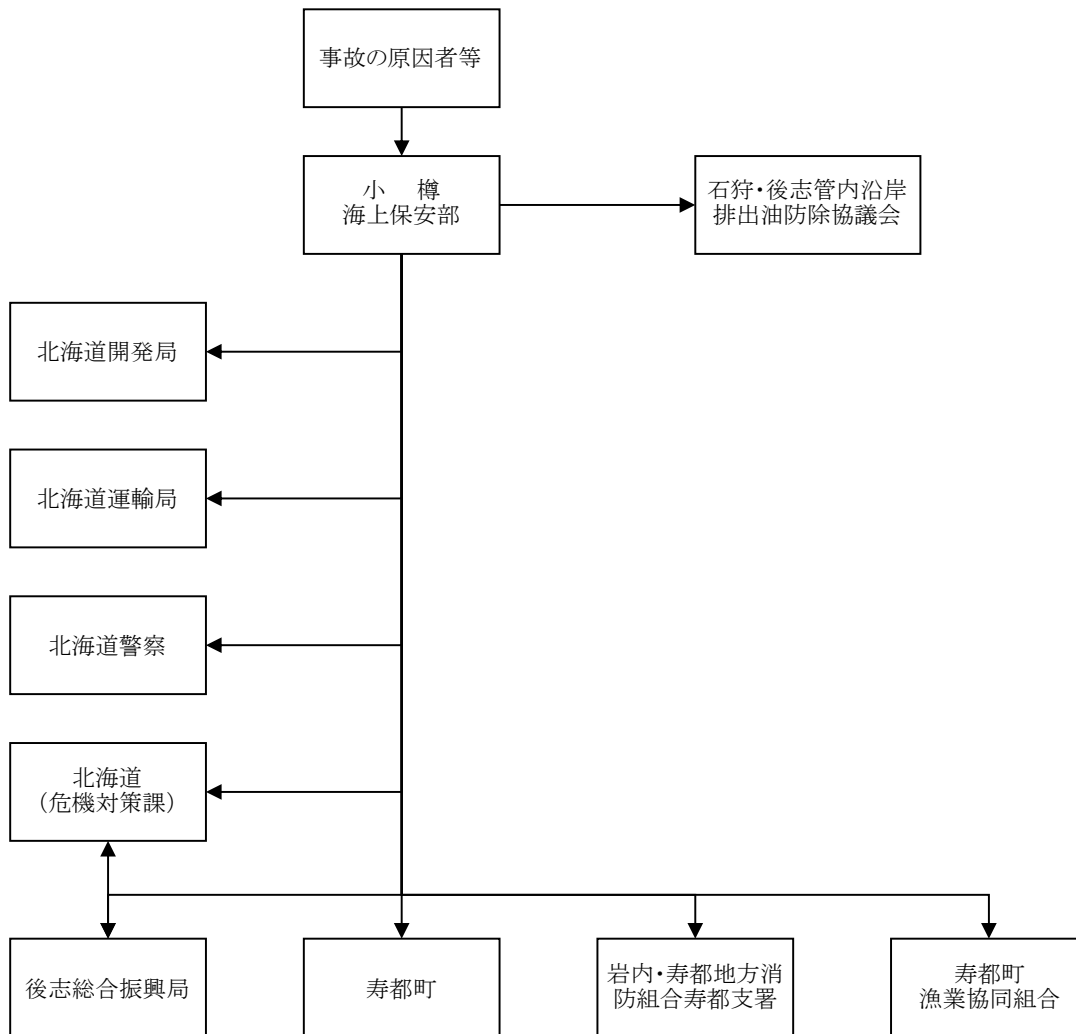 事故の原因者等
小　樽
海上保安部
石狩・後志管内沿岸
排出油防除協議会
北海道開発局
北海道運輸局
北海道警察
北海道
（危機対策課）
後志総合振興局
寿都町
岩内・寿都地方消
防組合寿都支署
寿都町
漁業協同組合